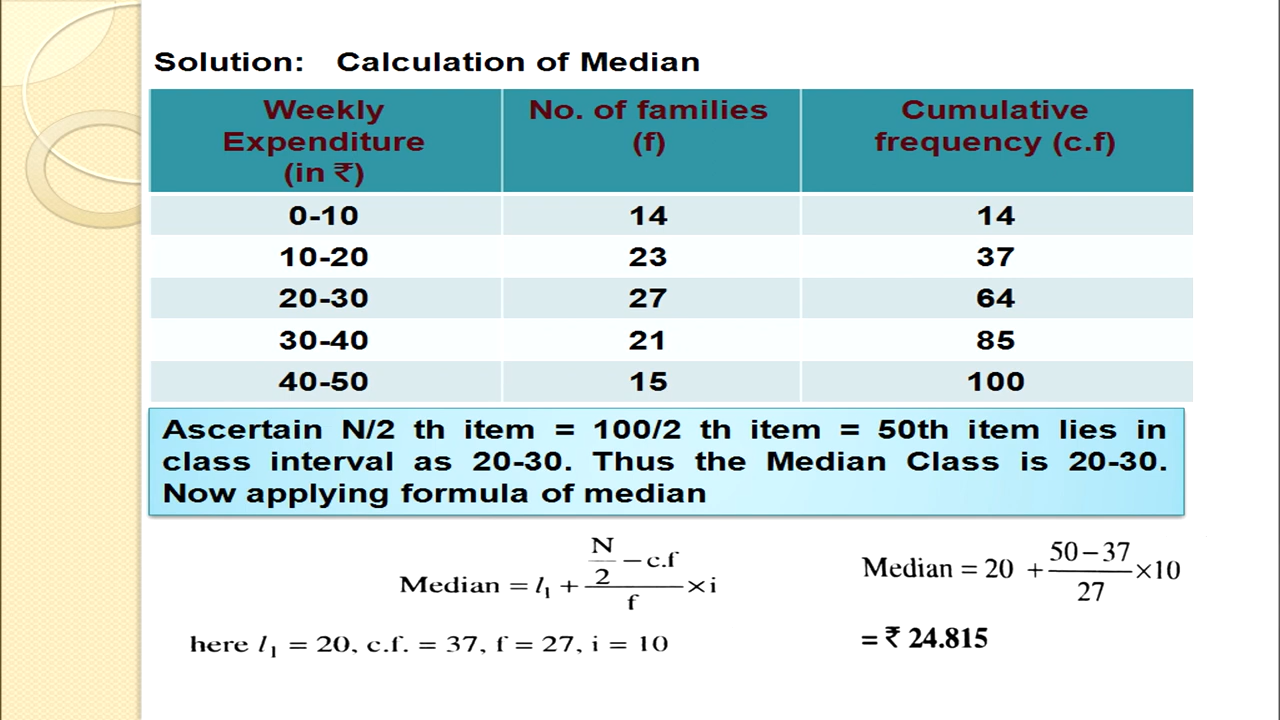 Solution: Calculation of Median
Weekly Expenditure (in ₹) No. of families (f) Cumulative frequency (c.f)
0-10 14 14
10-20 23 37
20-30 27 64
30-40 21 85
40-50 15 100
Ascertain N/2 th item = 100/2 th item = 50th item lies in
class interval as 20-30. Thus the Median Class is 20-30.
Now applying formula of median
Median = l₁ + (N/2 − c.f)/f × i
here l₁ = 20, c.f. = 37, f = 27, i = 10
Median = 20 + (50−37)/27 ×10
= ₹ 24.815